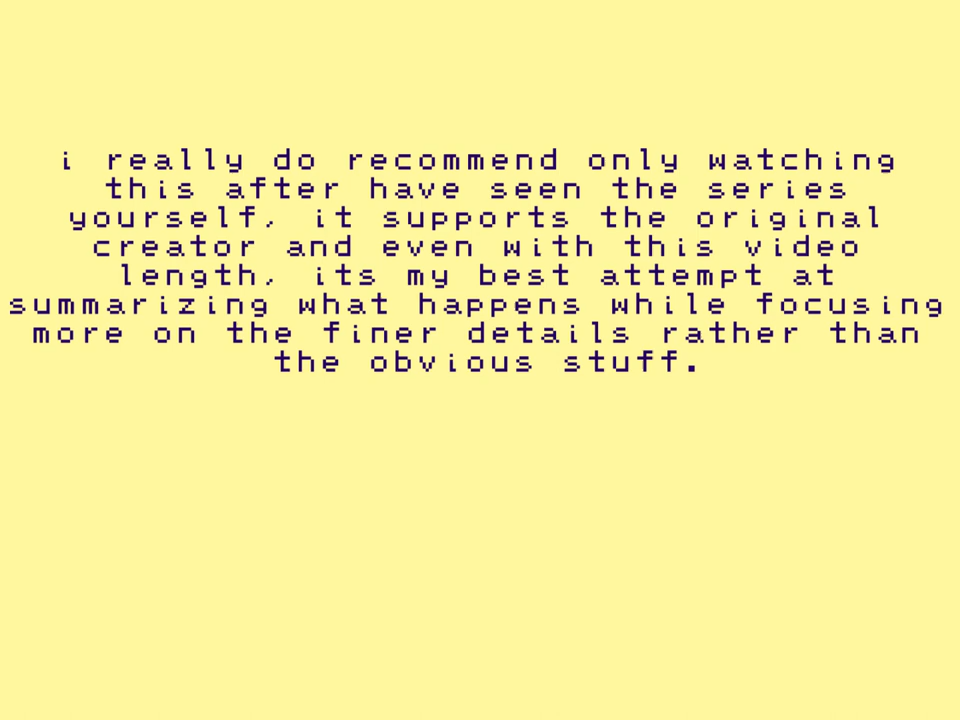 i really do recommend only watching
this after have seen the series
yourself, it supports the original
creator and even with this video
length, its my best attempt at
summarizing what happens while focusing
more on the finer details rather than
the obvious stuff.